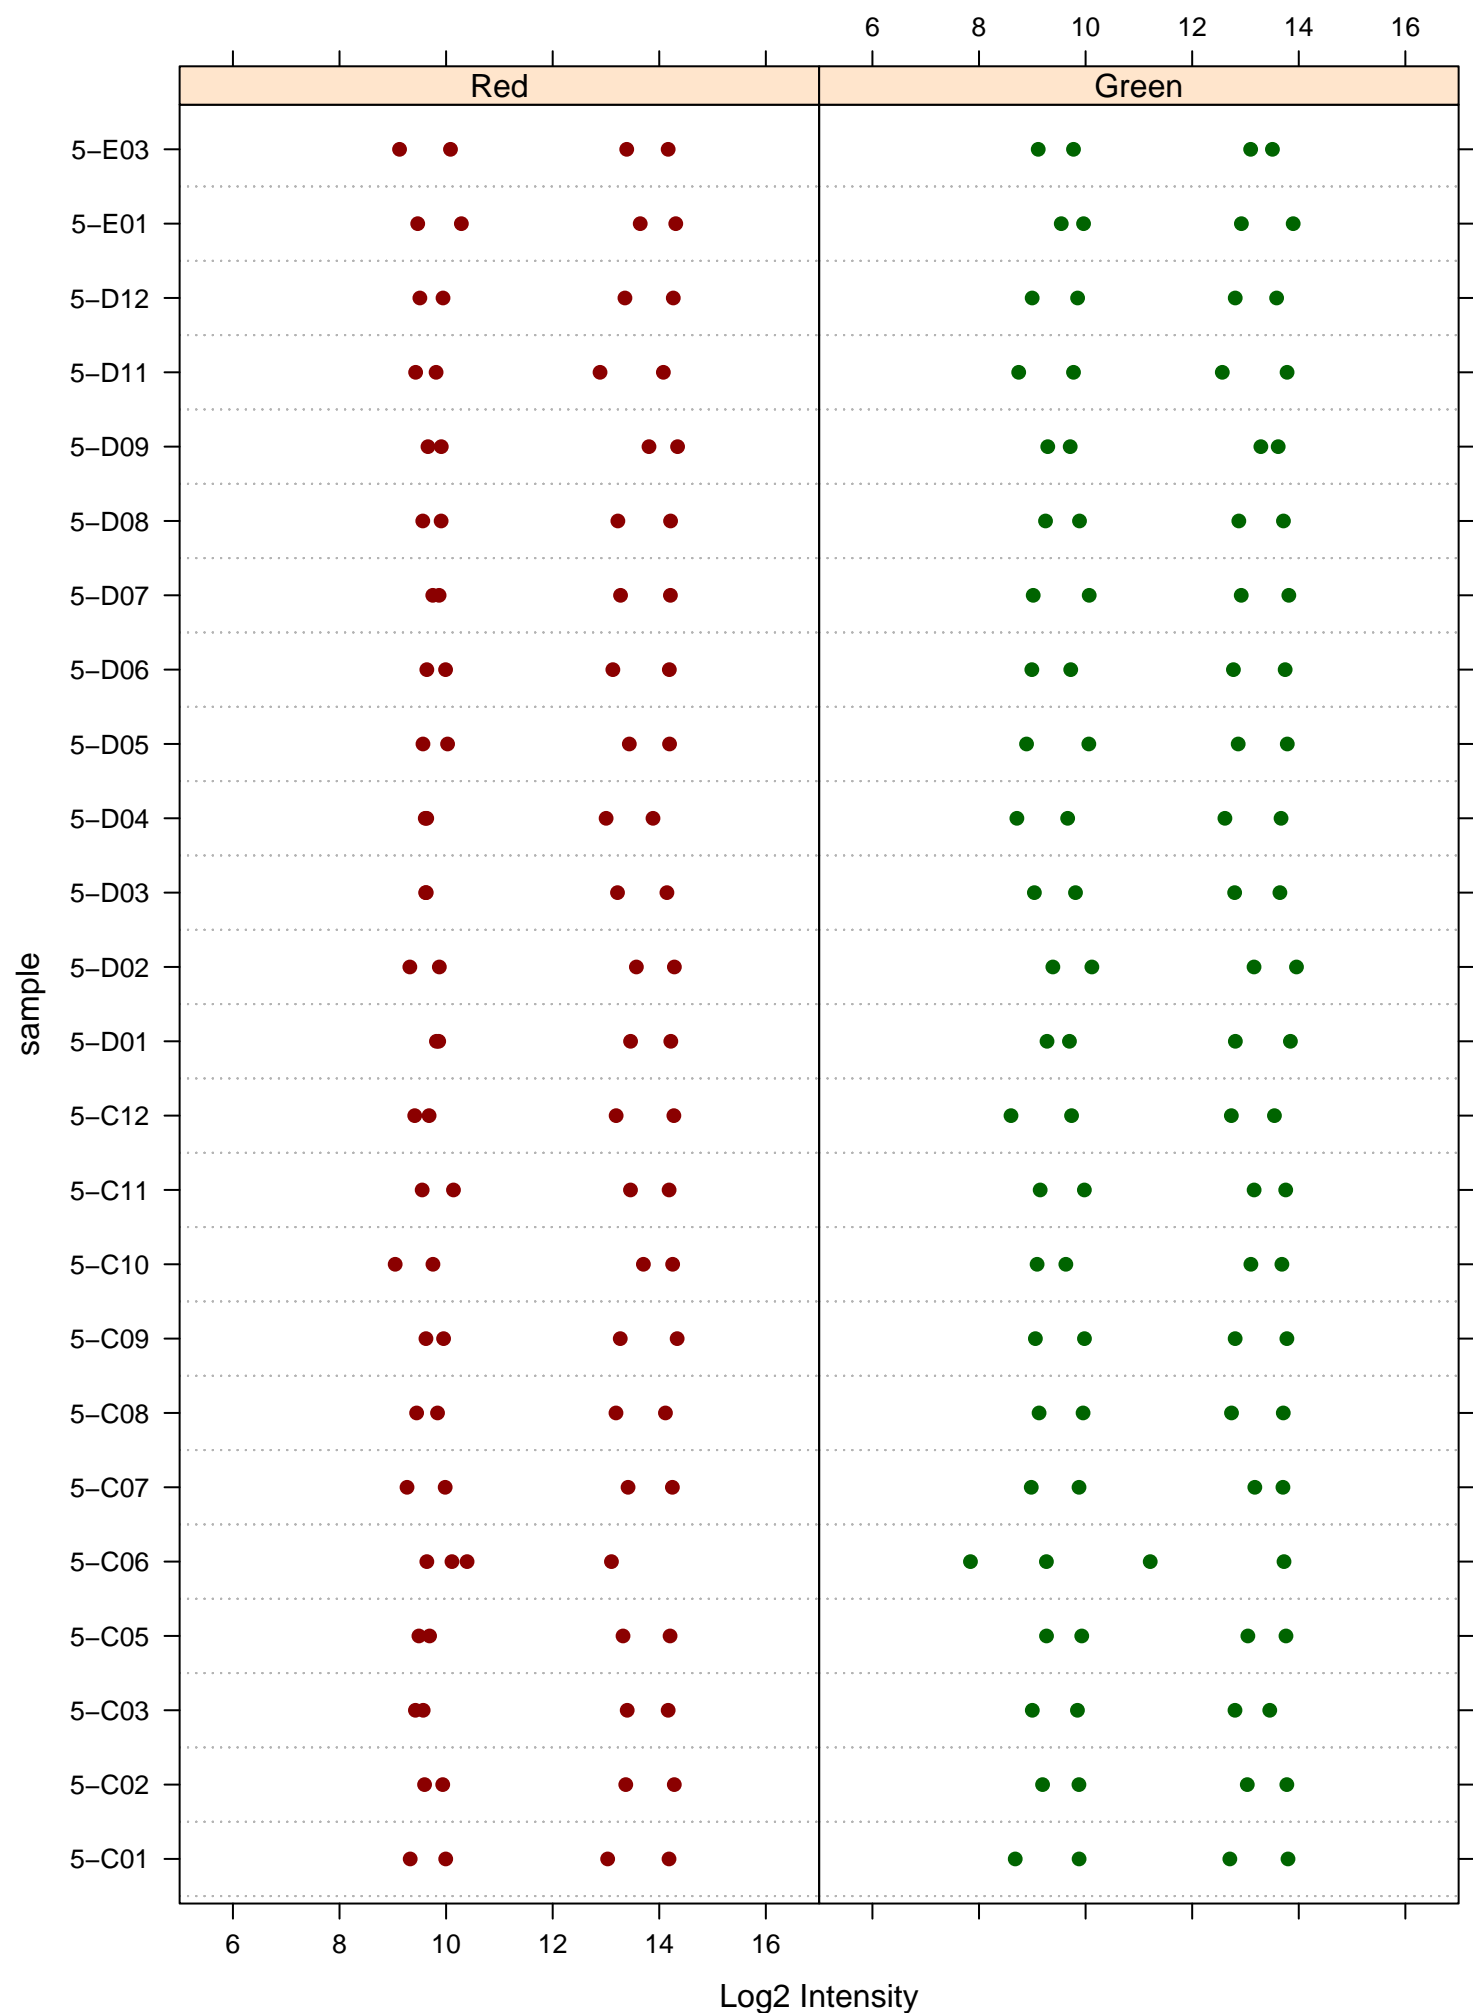 6 8 10 12 14 16
Red Green
5−E03
5−E01
5−D12
5−D11
5−D09
5−D08
5−D07
5−D06
5−D05
5−D04
5−D03
5−D02
5−D01
5−C12
5−C11
5−C10
5−C09
5−C08
5−C07
5−C06
5−C05
5−C03
5−C02
5−C01
sample
6 8 10 12 14 16
Log2 Intensity